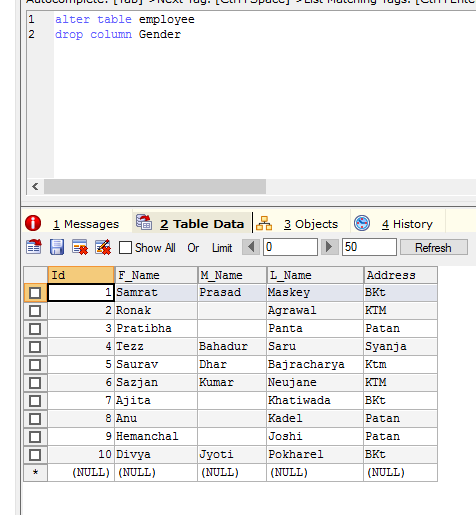 Autocomplete: [Tab]->Next Tag. [Ctrl+Space]->List Matching Tags. [Ctrl+Ente
1 alter table employee
2 drop column Gender
1 Messages 2 Table Data 3 Objects 4 History
Show All Or Limit 0 50 Refresh
Id F_Name M_Name L_Name Address
1 Samrat Prasad Maskey BKt
2 Ronak Agrawal KTM
3 Pratibha Panta Patan
4 Tezz Bahadur Saru Syanja
5 Saurav Dhar Bajracharya Ktm
6 Sazjan Kumar Neujane KTM
7 Ajita Khatiwada BKt
8 Anu Kadel Patan
9 Hemanchal Joshi Patan
10 Divya Jyoti Pokharel BKt
* (NULL) (NULL) (NULL) (NULL) (NULL)